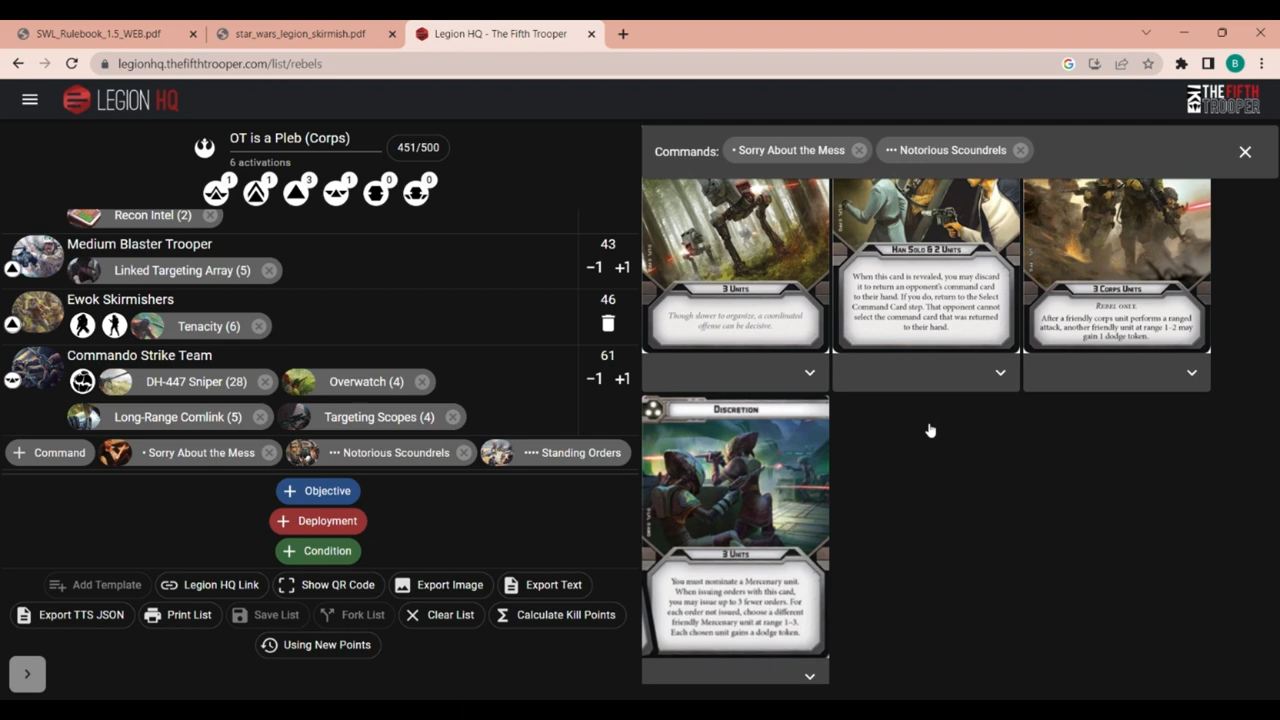 SWL_Rulebook_1.5_WEB.pdf
star_wars_legion_skirmish.pdf
Legion HQ - The Fifth Trooper
legionhq.thefifthtrooper.com/list/rebels
B
LEGION HQ
THE FIFTH
TROOPER
OT is a Pleb (Corps)
451/500
6 activations
1 1 3 1 0 0
Commands:
• Sorry About the Mess
••• Notorious Scoundrels
Recon Intel (2)
Medium Blaster Trooper
43
Linked Targeting Array (5)
−1 +1
Ewok Skirmishers
46
Tenacity (6)
Commando Strike Team
61
DH-447 Sniper (28)
Overwatch (4)
−1 +1
Long-Range Comlink (5)
Targeting Scopes (4)
+ Command
• Sorry About the Mess
••• Notorious Scoundrels
•••• Standing Orders
+ Objective
+ Deployment
+ Condition
Add Template
Legion HQ Link
Show QR Code
Export Image
Export Text
Export TTS JSON
Print List
Save List
Fork List
Clear List
Calculate Kill Points
Using New Points
3 Units
Though slower to organize, a coordinated
offense can be decisive.
Han Solo & 2 Units
When this card is revealed, you may discard
it to return an opponent's command card
to their hand. If you do, return to the Select
Command Card step. That opponent cannot
select the command card that was returned
to their hand.
3 Corps Units
Rebel only.
After a friendly corps unit performs a ranged
attack, another friendly unit at range 1–2 may
gain 1 dodge token.
Discretion
3 Units
You must nominate a Mercenary unit.
When issuing orders with this card,
you may issue up to 3 fewer orders. For
each order not issued, choose a different
friendly Mercenary unit at range 1–3.
Each chosen unit gains a dodge token.